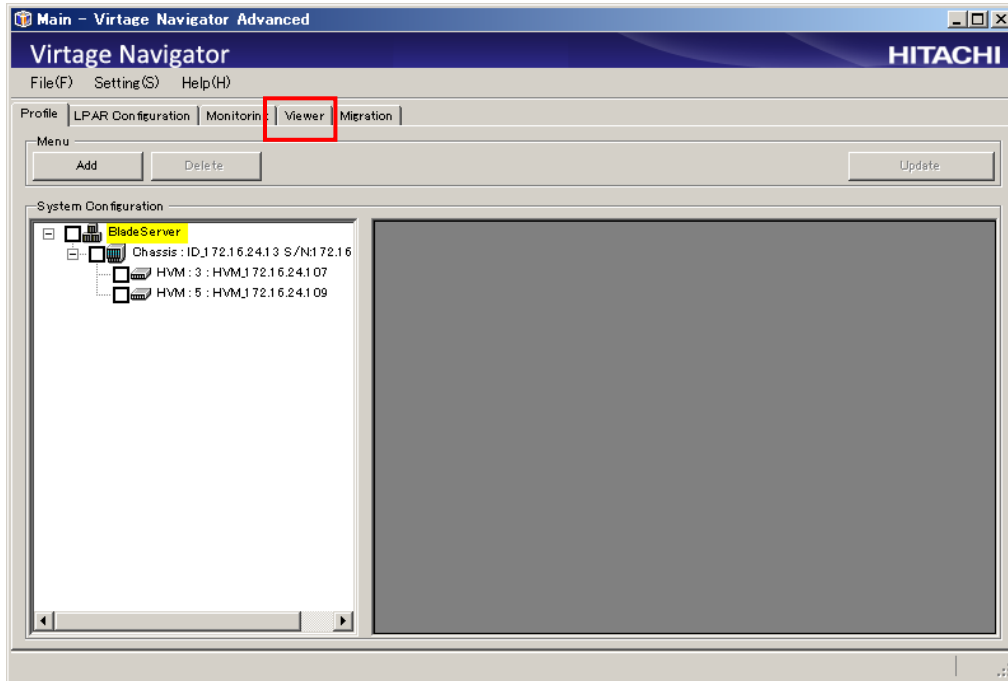 Main - Virtage Navigator Advanced
Virtage Navigator
HITACHI
File(F) Setting(S) Help(H)
Profile LPAR Configuration Monitoring Viewer Migration
Menu
Add Delete Update
System Configuration
BladeServer
Chassis : ID_172.16.24.13 S/N:172.16
HVM : 3 : HVM_172.16.24.107
HVM : 5 : HVM_172.16.24.109